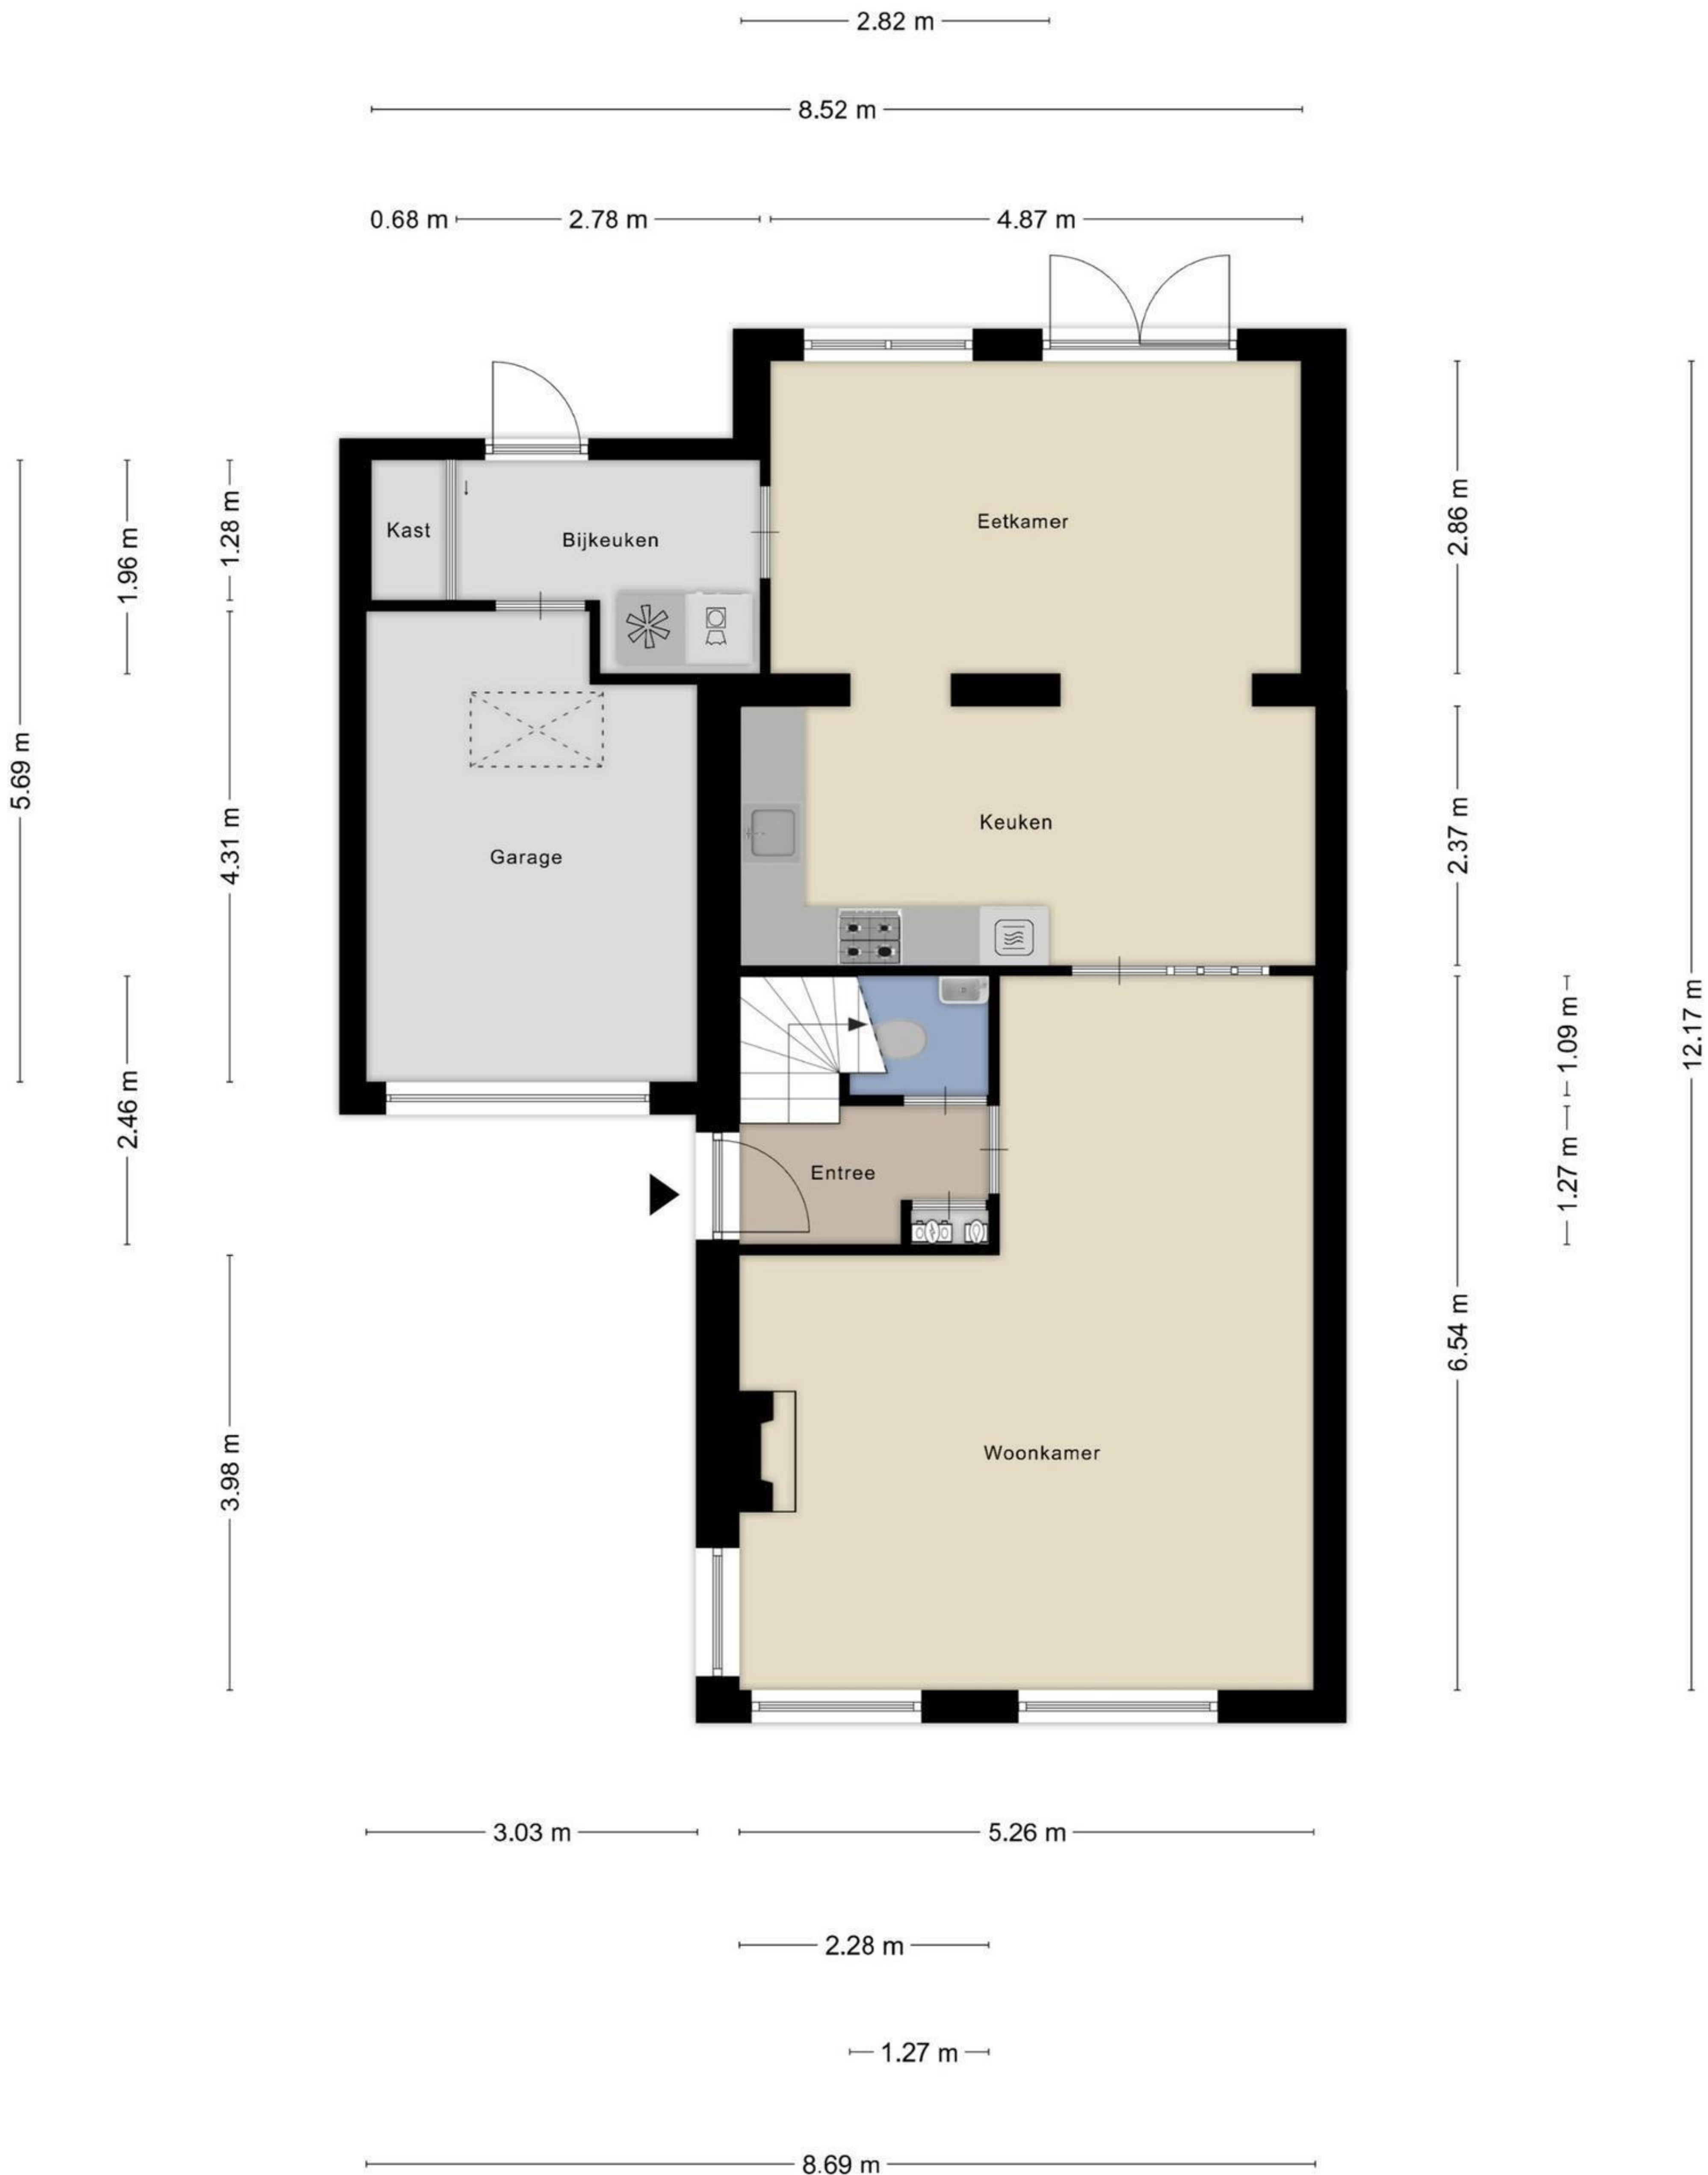 2.82 m
8.52 m
0.68 m
2.78 m
4.87 m
5.69 m
1.96 m
1.28 m
2.86 m
Kast
Bijkeuken
Eetkamer
4.31 m
Garage
Keuken
2.37 m
12.17 m
2.46 m
1.09 m
Entree
1.27 m
3.98 m
6.54 m
Woonkamer
3.03 m
5.26 m
2.28 m
1.27 m
8.69 m